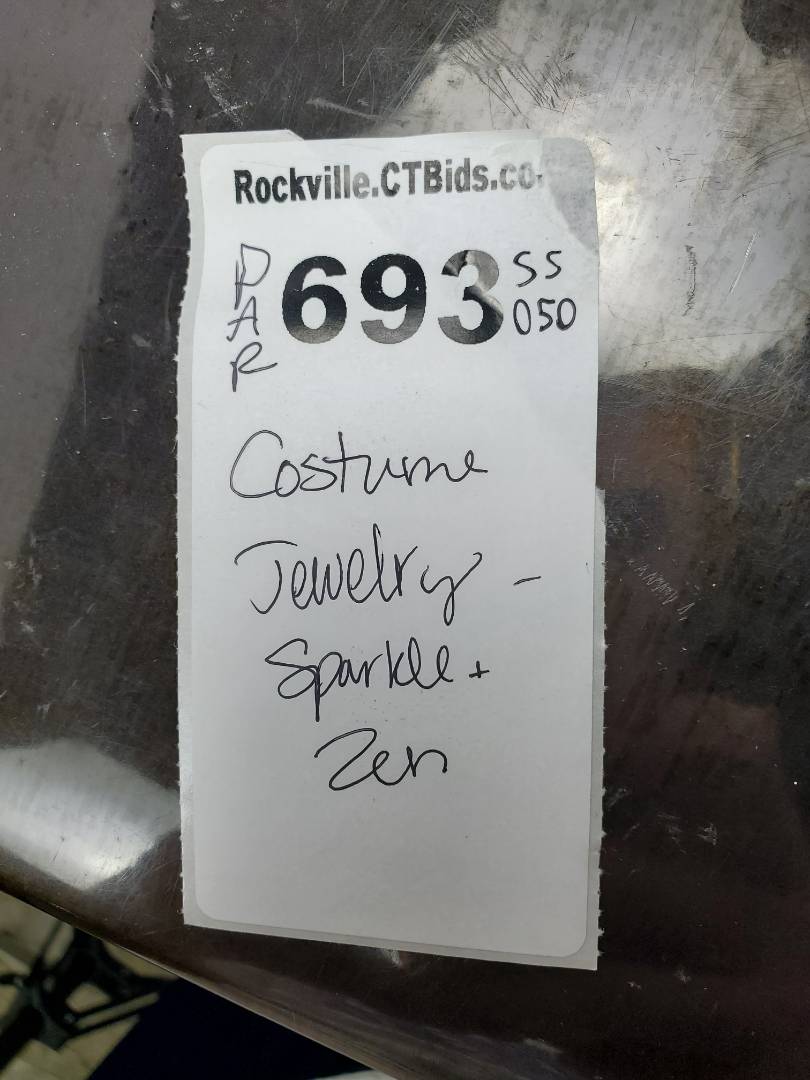 Rockville.CTBids.co
DAR 693 SS 050
Costume
Jewelry -
Sparkle +
Zen